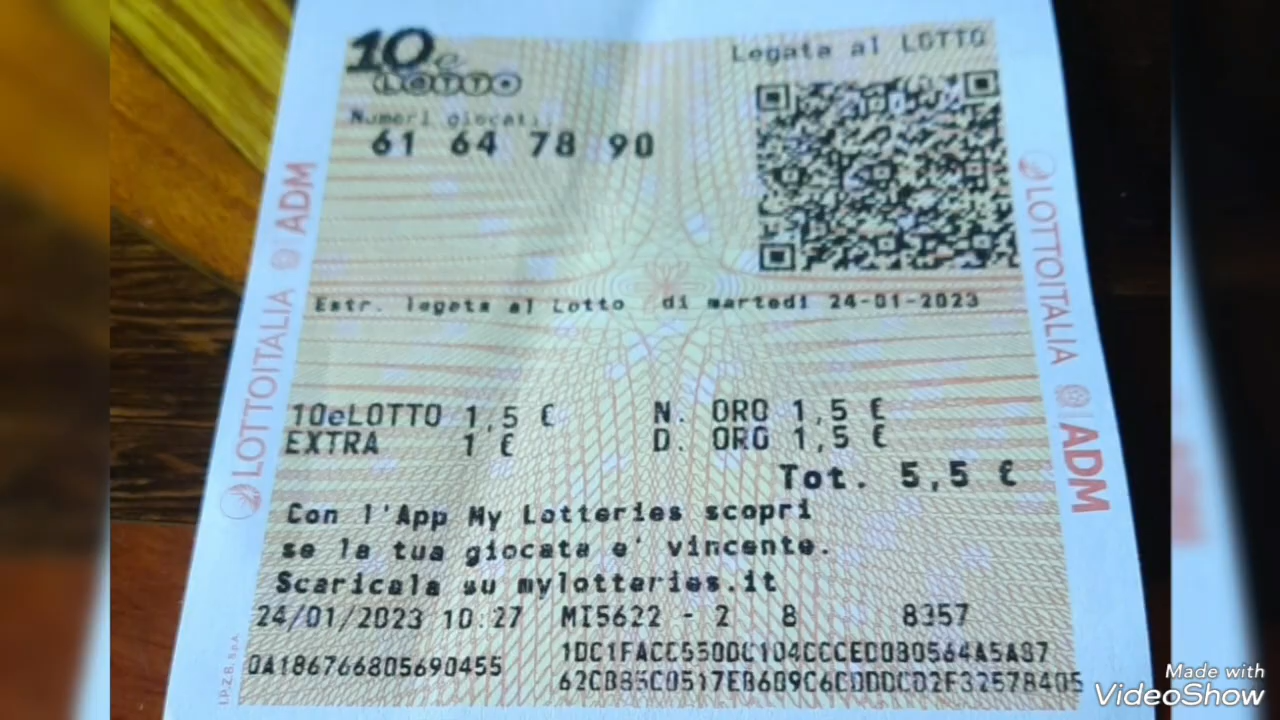 10e
LOTTO
Legata al LOTTO
Numeri giocati:
61 64 78 90
Estr. legata al Lotto di martedì 24-01-2023
10eLOTTO 1,5 € N. ORO 1,5 €
EXTRA 1 € D. ORO 1,5 €
Tot. 5,5 €
Con l'App My Lotteries scopri
se la tua giocata e' vincente.
Scaricala su mylotteries.it
24/01/2023 10:27 MI5622 - 2 8 8357
0A186766805690455
LOTTOITALIA ADM
LOTTOITALIA ADM
I.P.Z.S. S.p.A.
Made with
VideoShow